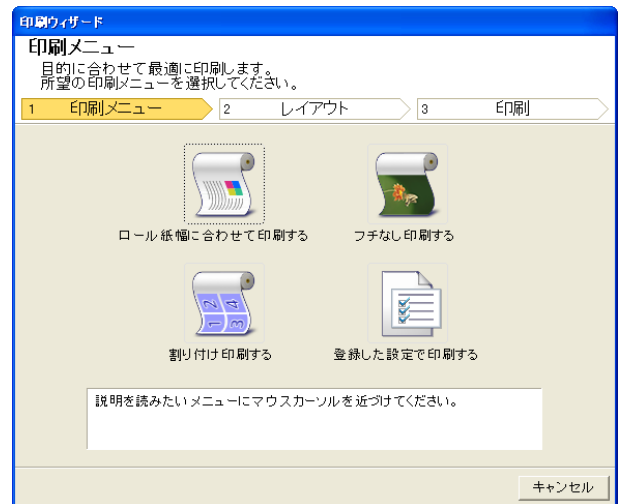 印刷ウィザード
印刷メニュー
目的に合わせて最適に印刷します。
所望の印刷メニューを選択してください。
1 印刷メニュー 2 レイアウト 3 印刷
ロール紙幅に合わせて印刷する フチなし印刷する
1 2 3 4
割り付け印刷する 登録した設定で印刷する
説明を読みたいメニューにマウスカーソルを近づけてください。
キャンセル